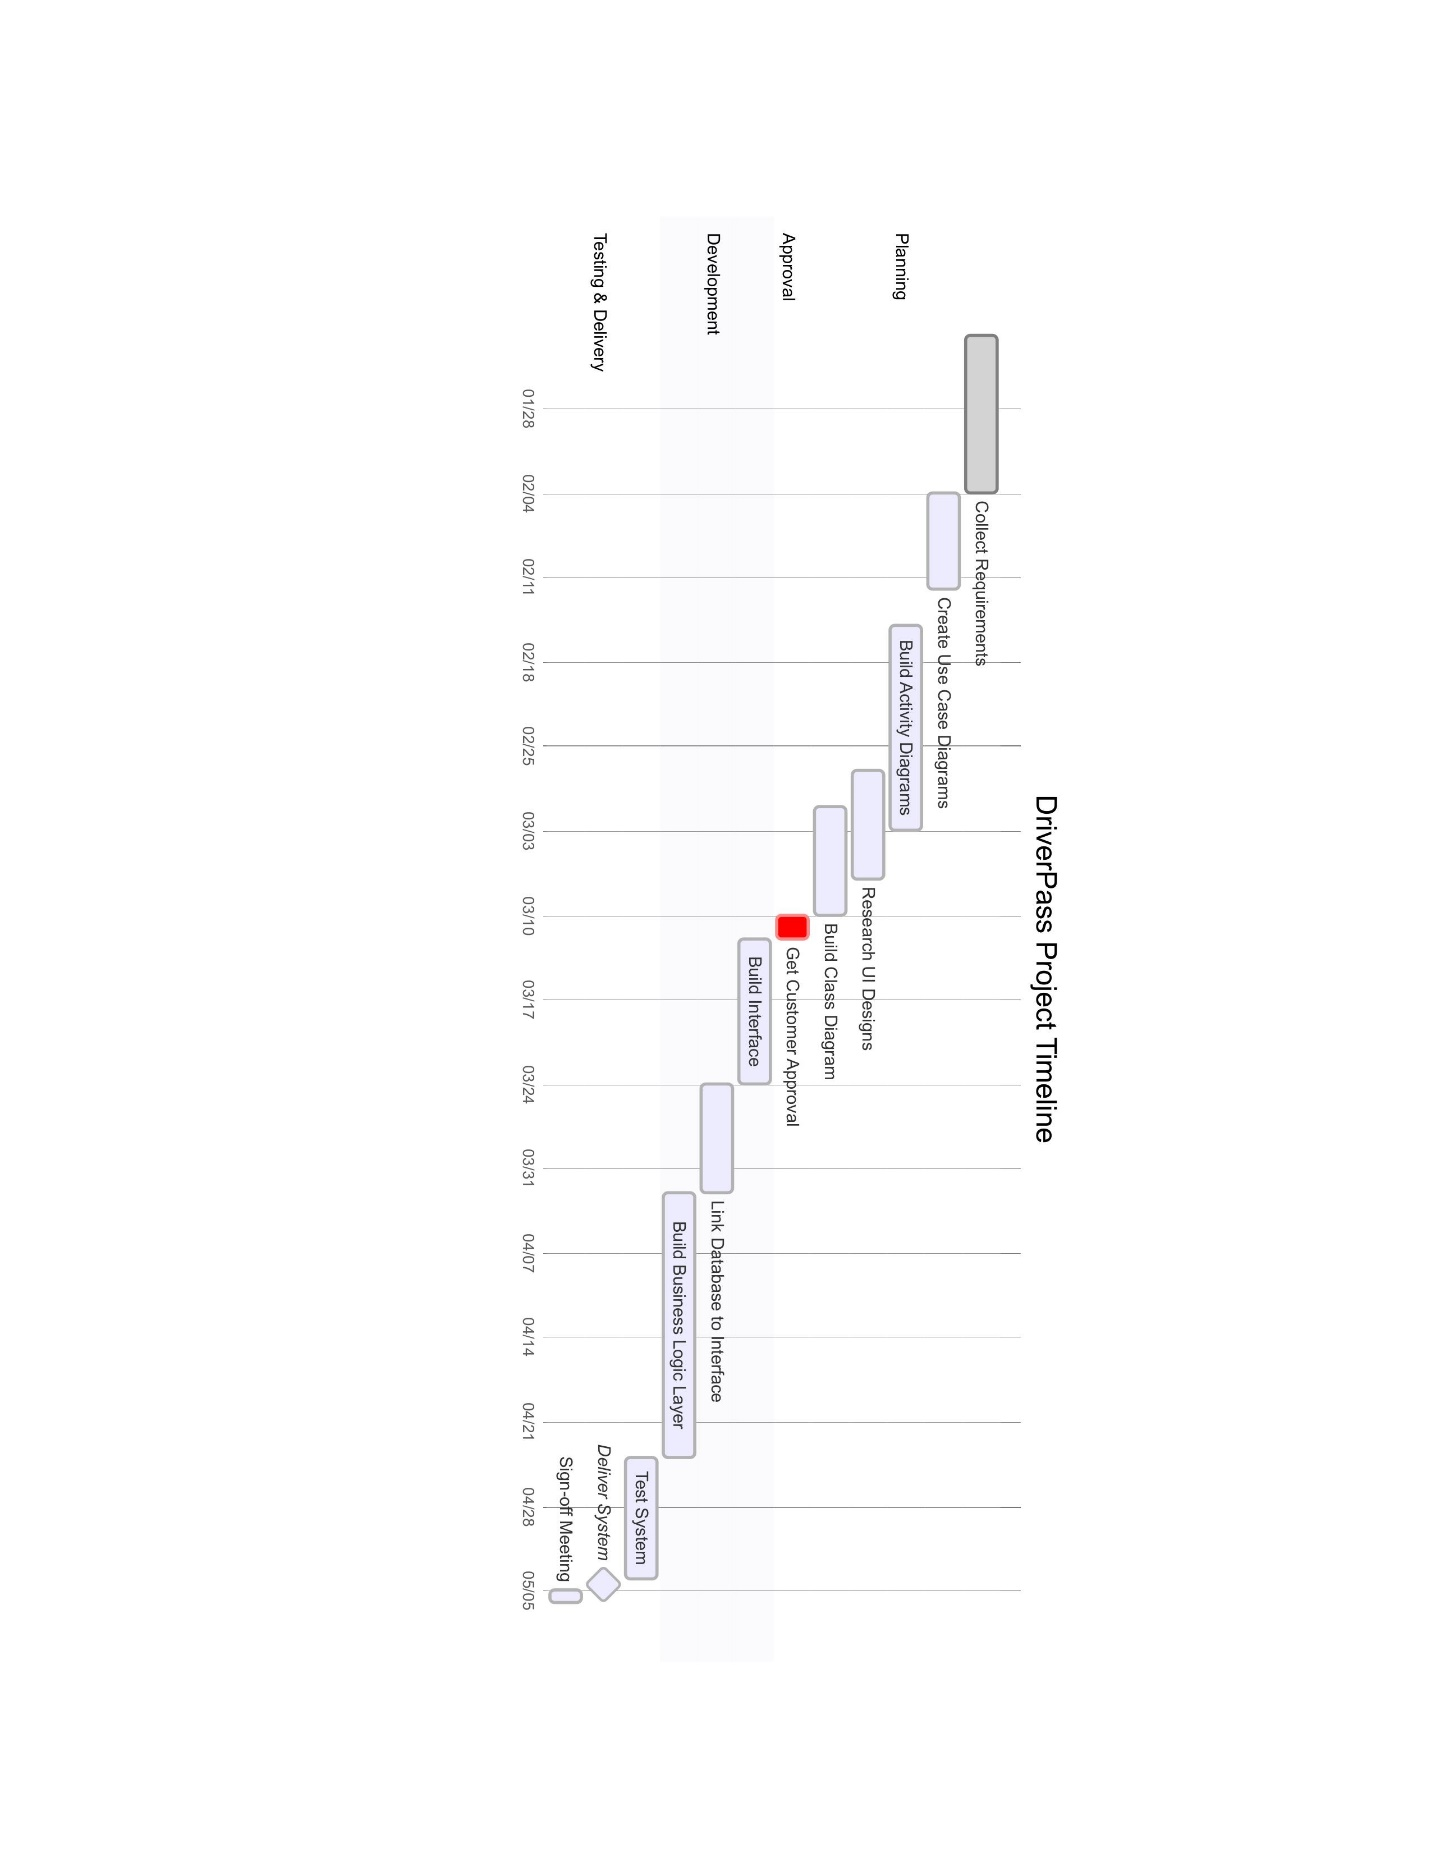 DriverPass Project Timeline
Planning
Collect Requirements
Create Use Case Diagrams
Build Activity Diagrams
Research UI Designs
Build Class Diagram
Approval
Get Customer Approval
Development
Build Interface
Link Database to Interface
Build Business Logic Layer
Testing & Delivery
Test System
Deliver System
Sign-off Meeting
01/28
02/04
02/11
02/18
02/25
03/03
03/10
03/17
03/24
03/31
04/07
04/14
04/21
04/28
05/05